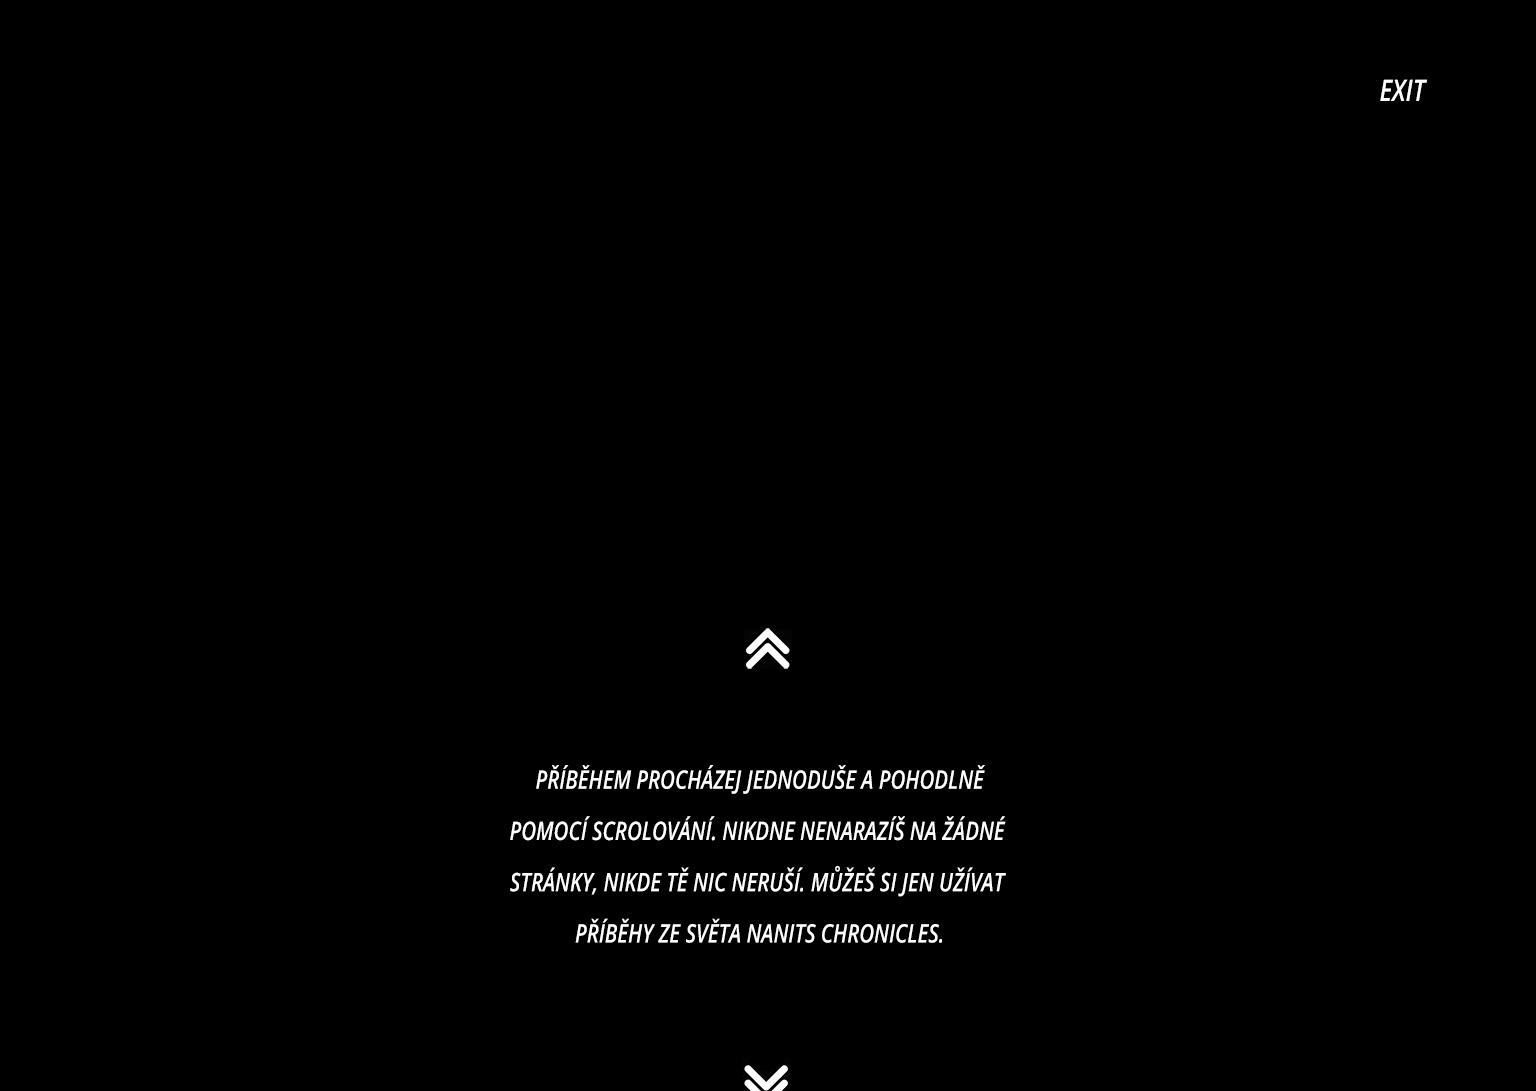 EXIT
PŘÍBĚHEM PROCHÁZEJ JEDNODUŠE A POHODLNĚ
POMOCÍ SCROLOVÁNÍ. NIKDNE NENARAZÍŠ NA ŽÁDNÉ
STRÁNKY, NIKDE TĚ NIC NERUŠÍ. MŮŽEŠ SI JEN UŽÍVAT
PŘÍBĚHY ZE SVĚTA NANITS CHRONICLES.